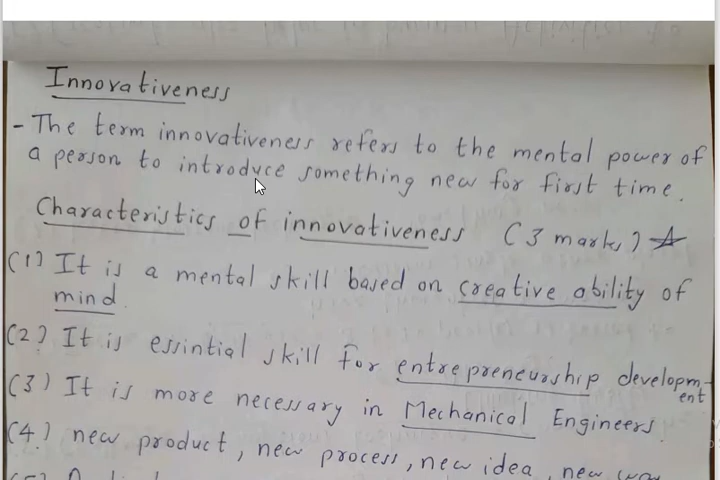 Innovativeness
- The term innovativeness refers to the mental power of
a person to introduce something new for first time.
Characteristics of innovativeness (3 marks) ☆
(1) It is a mental skill based on creative ability of
mind.
(2) It is essintial skill for entrepreneurship developm-
ent
(3) It is more necessary in Mechanical Engineers.
(4) new product, new process, new idea, new way